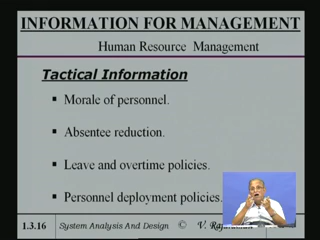 INFORMATION FOR MANAGEMENT
Human Resource Management
Tactical Information
▪ Morale of personnel.
▪ Absentee reduction.
▪ Leave and overtime policies.
▪ Personnel deployment policies.
1.3.16 System Analysis And Design © V.